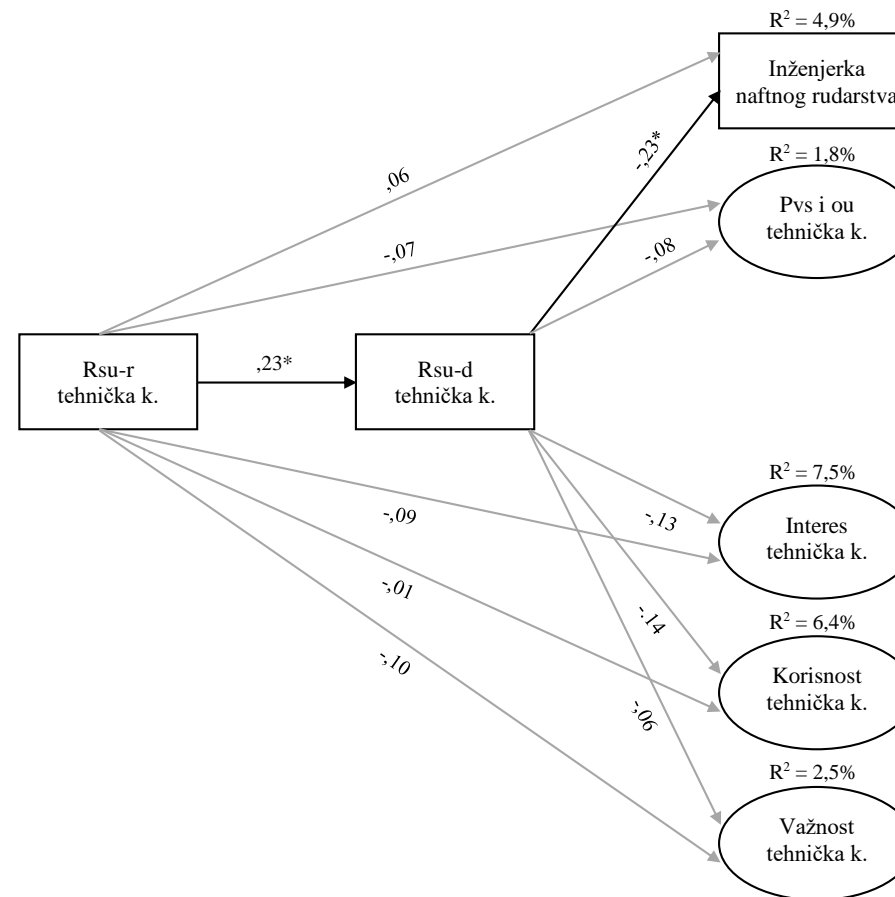 R² = 4,9%
Inženjerka
naftnog rudarstva
-,23*
R² = 1,8%
,06
Pvs i ou
tehnička k.
-,07
-,08
Rsu-r
tehnička k.
,23*
Rsu-d
tehnička k.
R² = 7,5%
-,09
-,13
Interes
tehnička k.
-,01
-.14
R² = 6,4%
-,10
Korisnost
tehnička k.
-,06
R² = 2,5%
Važnost
tehnička k.